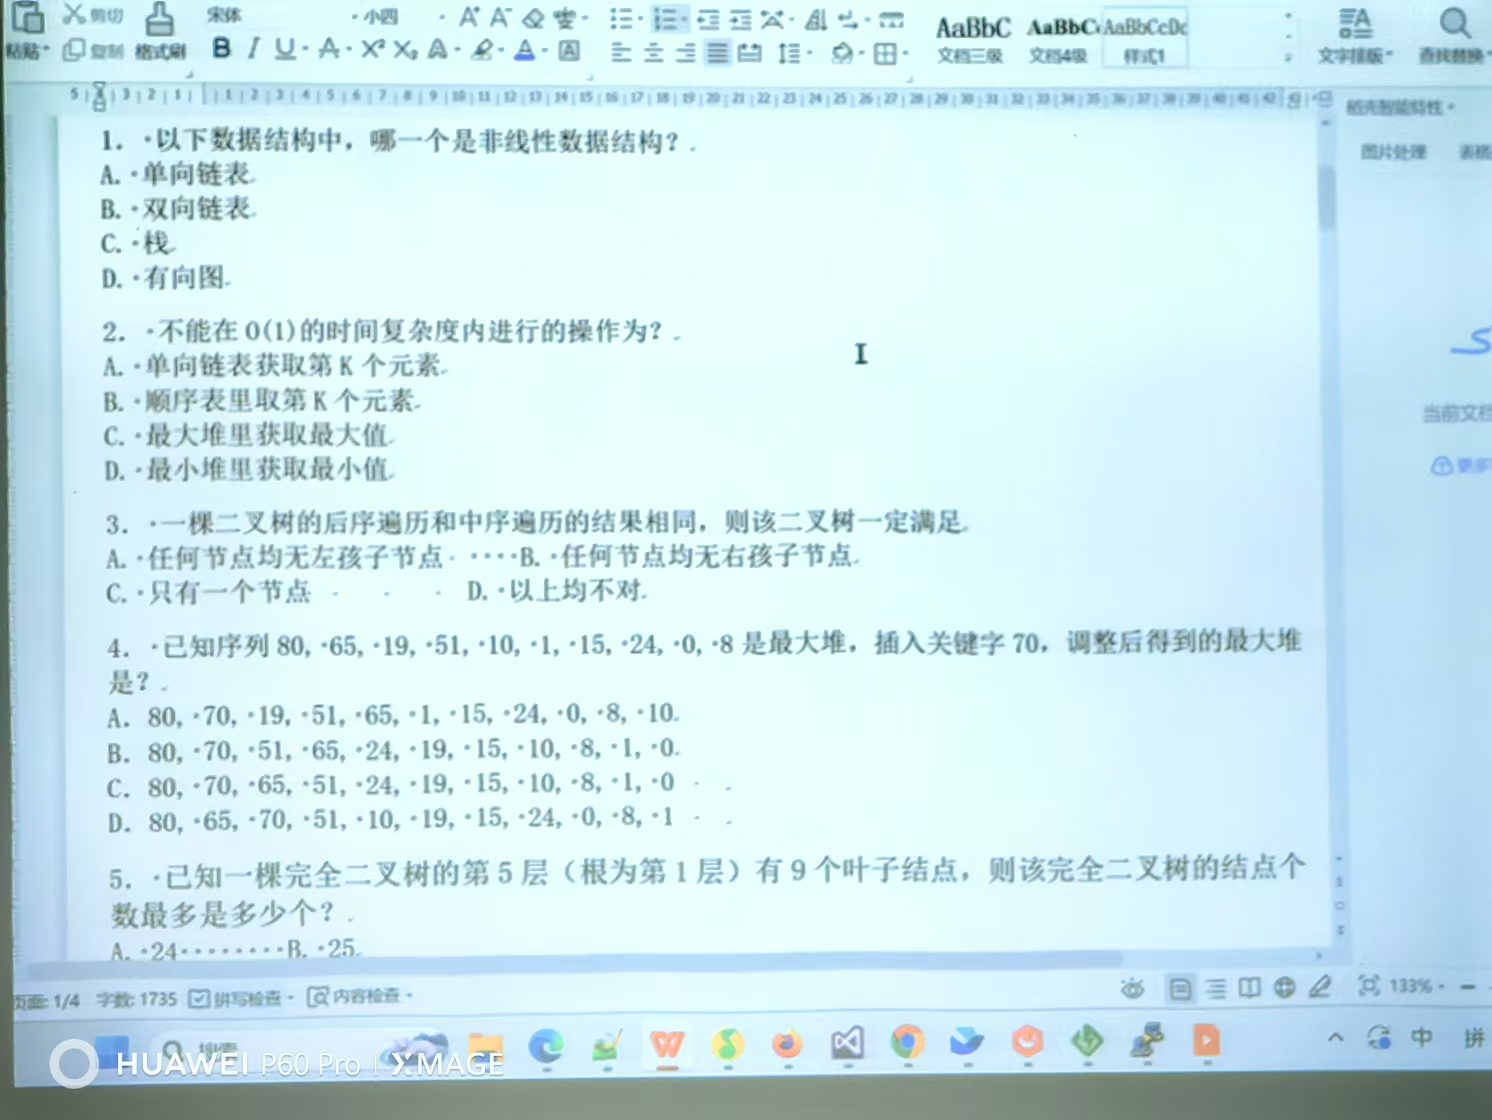 剪切
宋体
小四
粘贴
复制
格式刷
AaBbC
AaBbC
AaBbCcDc
文档三级
文档4级
样式1
文字排版
查找替换
1. 以下数据结构中，哪一个是非线性数据结构？
A. 单向链表
B. 双向链表
C. 栈
D. 有向图
2. 不能在 O(1)的时间复杂度内进行的操作为？
A. 单向链表获取第 K 个元素
B. 顺序表里取第 K 个元素
C. 最大堆里获取最大值
D. 最小堆里获取最小值
3. 一棵二叉树的后序遍历和中序遍历的结果相同，则该二叉树一定满足
A. 任何节点均无左孩子节点 B. 任何节点均无右孩子节点
C. 只有一个节点 D. 以上均不对
4. 已知序列 80, 65, 19, 51, 10, 1, 15, 24, 0, 8 是最大堆，插入关键字 70，调整后得到的最大堆
是？
A. 80, 70, 19, 51, 65, 1, 15, 24, 0, 8, 10
B. 80, 70, 51, 65, 24, 19, 15, 10, 8, 1, 0
C. 80, 70, 65, 51, 24, 19, 15, 10, 8, 1, 0
D. 80, 65, 70, 51, 10, 19, 15, 24, 0, 8, 1
5. 已知一棵完全二叉树的第 5 层（根为第 1 层）有 9 个叶子结点，则该完全二叉树的结点个
数最多是多少个？
A. 24 B. 25
图片处理
当前文档
更多
页面: 1/4 字数: 1735 拼写检查 内容检查
133%
搜索
中 拼
HUAWEI P60 Pro | XMAGE